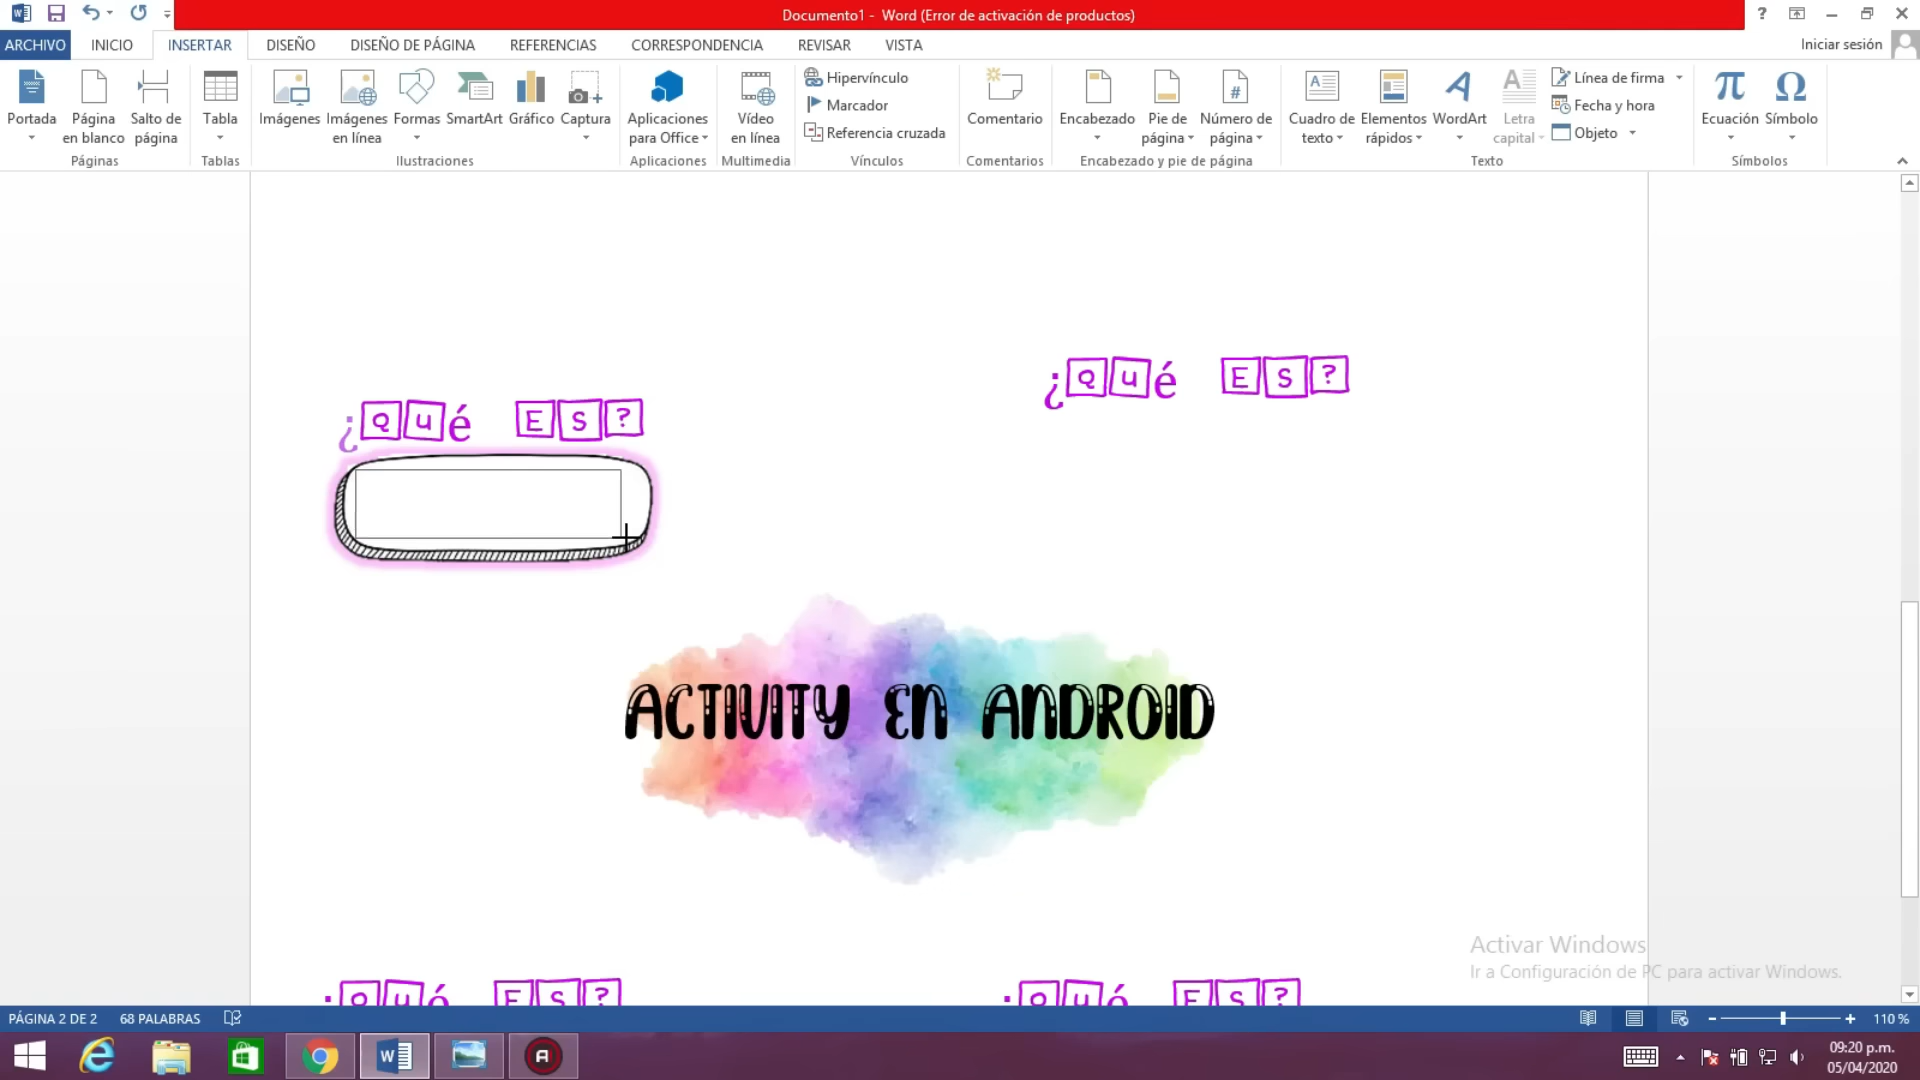 Documento1 - Word (Error de activación de productos)
?
ARCHIVO INICIO INSERTAR DISEÑO DISEÑO DE PÁGINA REFERENCIAS CORRESPONDENCIA REVISAR VISTA Iniciar sesión
Portada
Página en blanco
Salto de página
Páginas
Tabla
Tablas
Imágenes
Imágenes en línea
Formas
SmartArt
Gráfico
Captura
Ilustraciones
Aplicaciones para Office
Aplicaciones
Vídeo en línea
Multimedia
Hipervínculo
Marcador
Referencia cruzada
Vínculos
Comentario
Comentarios
Encabezado
Pie de página
Número de página
Encabezado y pie de página
Cuadro de texto
Elementos rápidos
WordArt
Letra capital
Línea de firma
Fecha y hora
Objeto
Texto
Ecuación
Símbolo
Símbolos
¿Qué ES?
¿Qué ES?
ACTIVITY EN ANDROID
Activar Windows
Ir a Configuración de PC para activar Windows.
¿Qué ES?
¿Qué ES?
PÁGINA 2 DE 2 68 PALABRAS 110 %
09:20 p.m.
05/04/2020